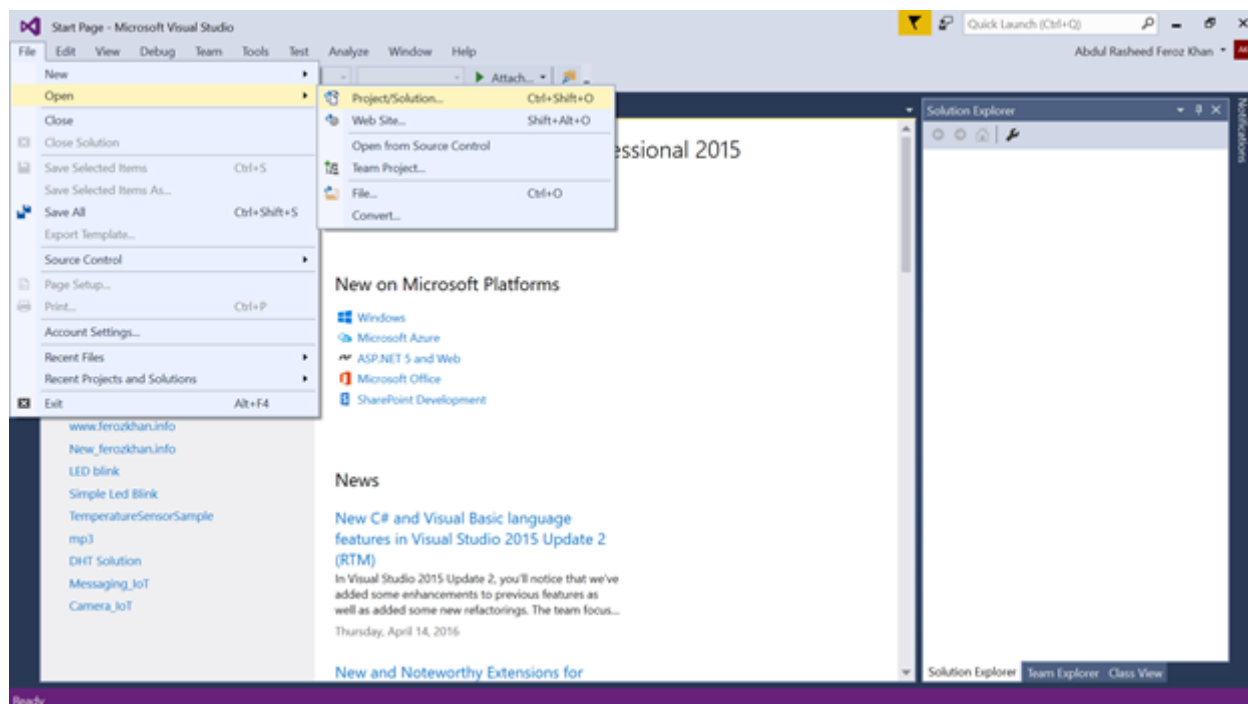 Start Page - Microsoft Visual Studio
Quick Launch (Ctrl+Q)
File Edit View Debug Team Tools Test Analyze Window Help
Abdul Rasheed Feroz Khan
New
Attach...
Open
Project/Solution... Ctrl+Shift+O
Close
Web Site... Shift+Alt+O
Close Solution
Open from Source Control
Save Selected Items Ctrl+S
Team Project...
Save Selected Items As...
File... Ctrl+O
Save All Ctrl+Shift+S
Convert...
Export Template...
Source Control
Page Setup...
Print... Ctrl+P
Account Settings...
Recent Files
Recent Projects and Solutions
Exit Alt+F4
www.ferozkhan.info
New_ferozkhan.info
LED blink
Simple Led Blink
TemperatureSensorSample
mp3
DHT Solution
Messaging_IoT
Camera_IoT
essional 2015
New on Microsoft Platforms
Windows
Microsoft Azure
ASP.NET 5 and Web
Microsoft Office
SharePoint Development
News
New C# and Visual Basic language
features in Visual Studio 2015 Update 2
(RTM)
In Visual Studio 2015 Update 2, you'll notice that we've
added some enhancements to previous features as
well as added some new refactorings. The team focus...
Thursday, April 14, 2016
New and Noteworthy Extensions for
Solution Explorer
Notifications
Solution Explorer Team Explorer Class View
Ready